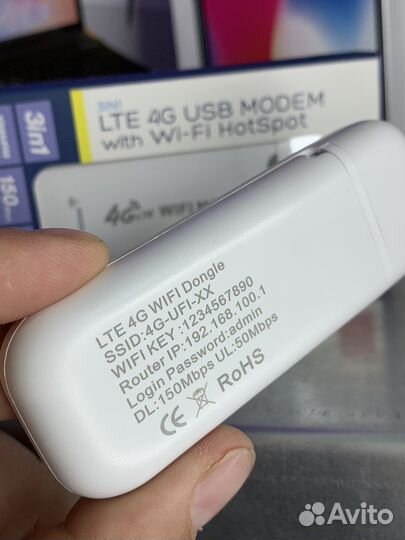 3IN1
LTE 4G USB MODEM
with Wi-Fi HotSpot
3in1
150
4G LTE WIFI M
LTE 4G WIFI Dongle
SSID:4G-UFI-XX
WIFI KEY :1234567890
Router IP:192.168.100.1
Login Password:admin
DL:150Mbps UL:50Mbps
CE RoHS
Avito